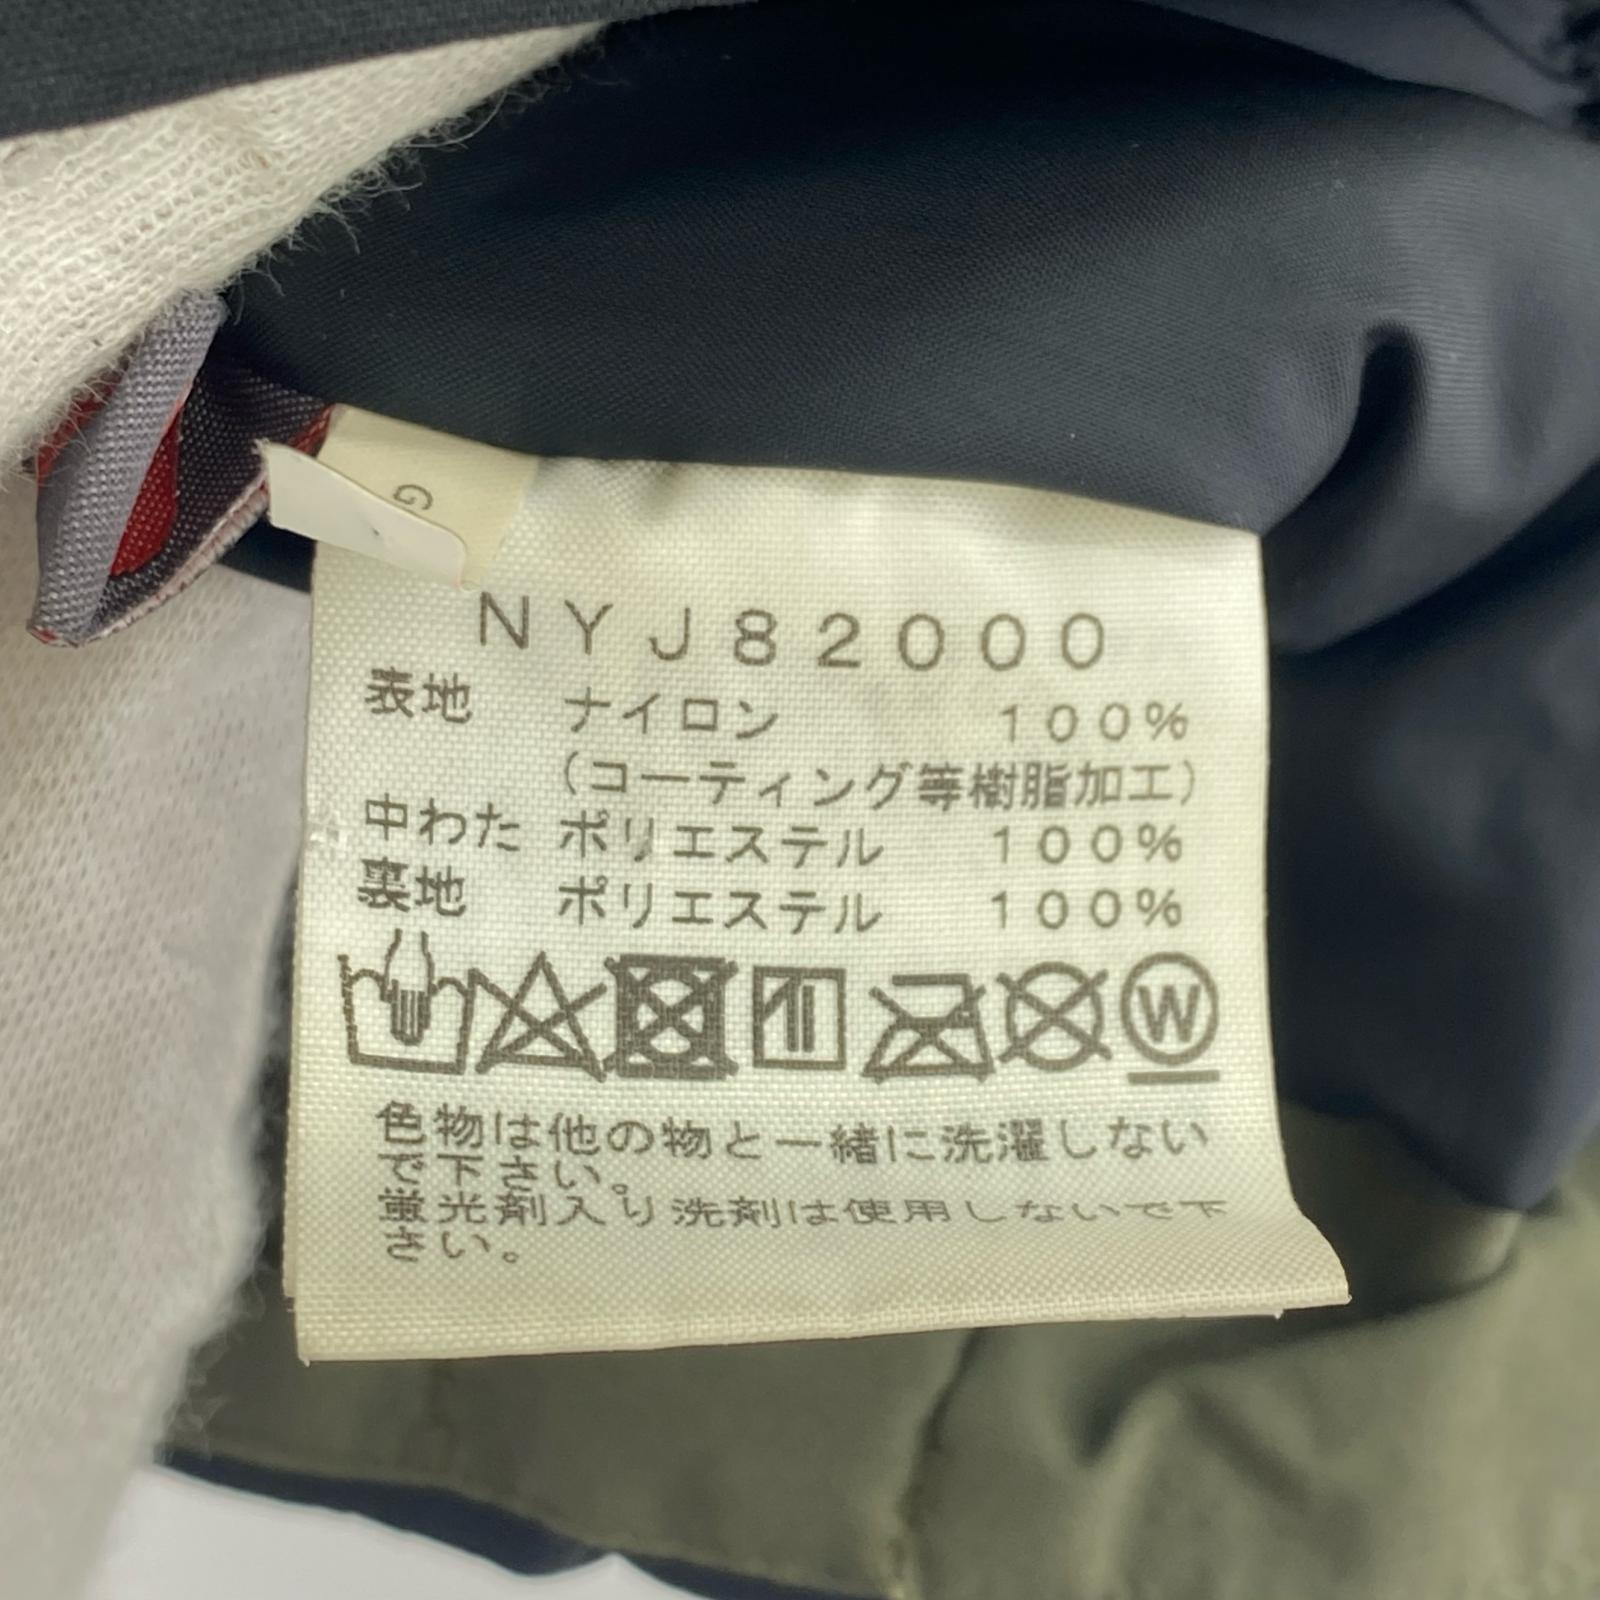 G
NYJ82000
表地 ナイロン 100%
(コーティング等樹脂加工)
中わた ポリエステル 100%
裏地 ポリエステル 100%
W
色物は他の物と一緒に洗濯しない
で下さい。
蛍光剤入り洗剤は使用しないで下
さい。